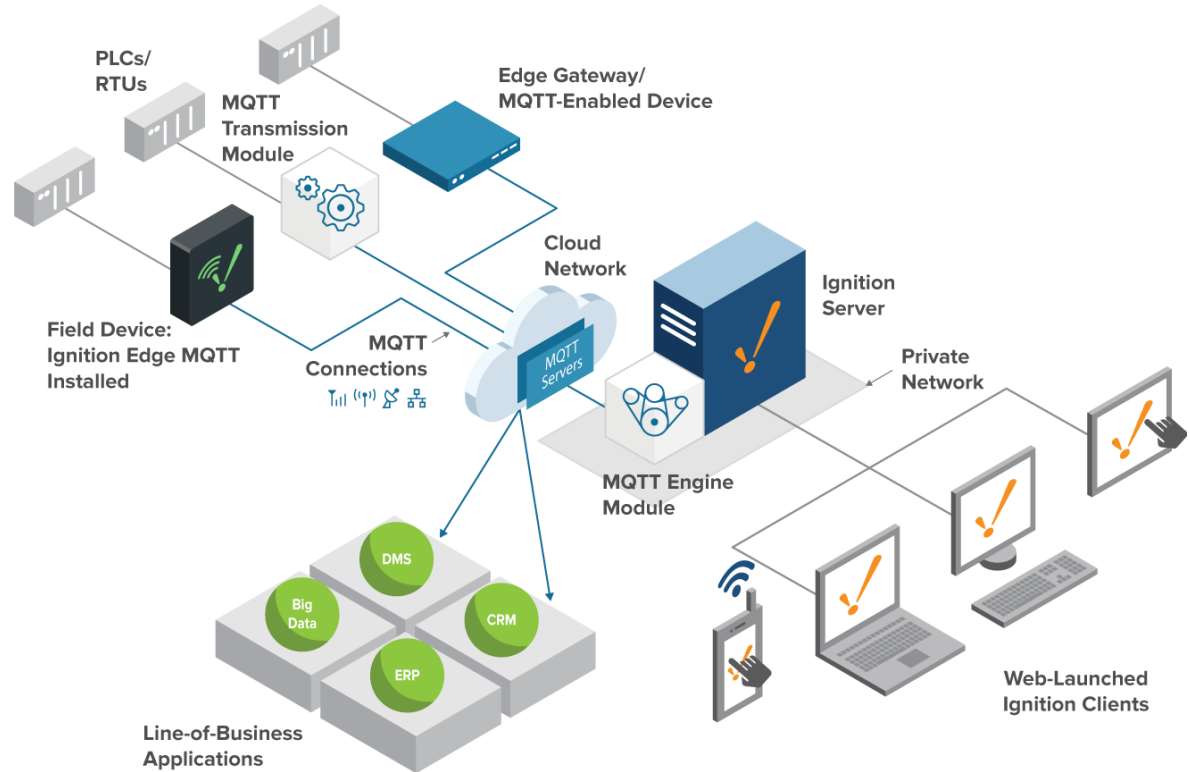 PLCs/
RTUs
MQTT
Transmission
Module
Edge Gateway/
MQTT-Enabled Device
Cloud
Network
Ignition
Server
Field Device:
Ignition Edge MQTT
Installed
MQTT
Connections
MQTT
Servers
Private
Network
MQTT Engine
Module
DMS
Big
Data
CRM
ERP
Line-of-Business
Applications
Web-Launched
Ignition Clients